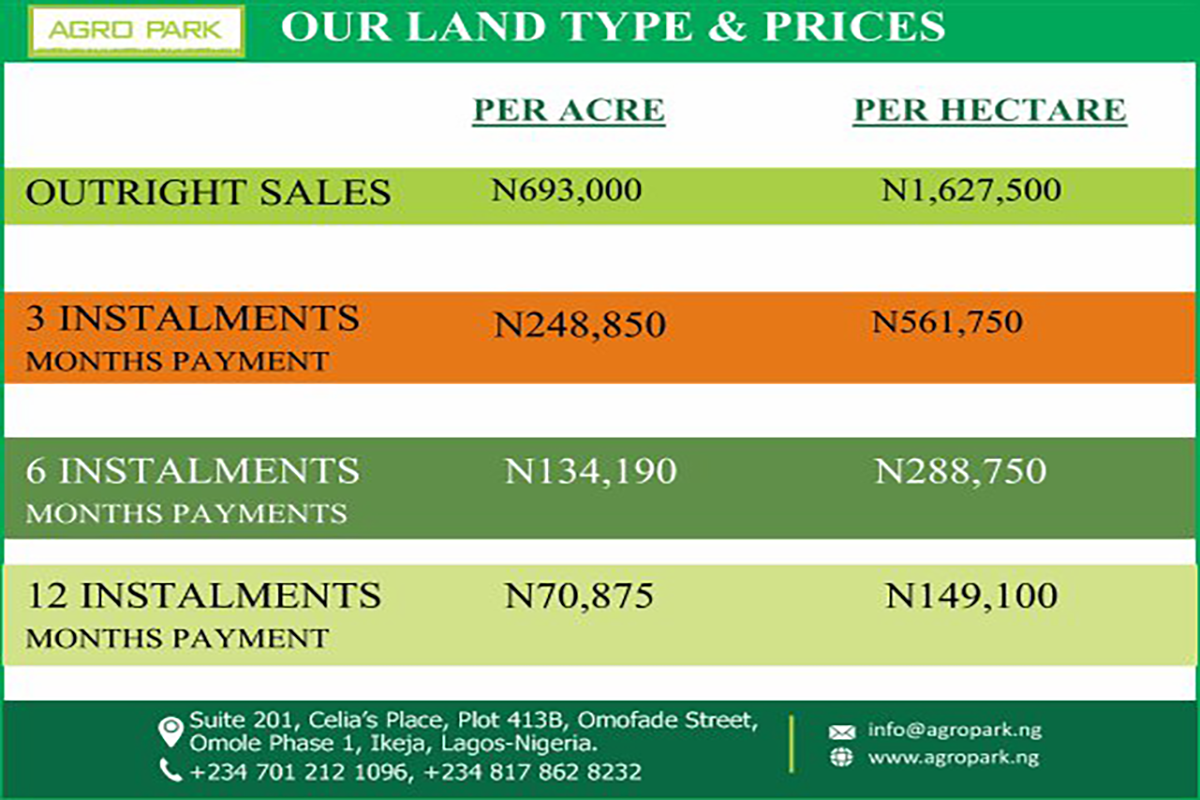 AGRO PARK
OUR LAND TYPE & PRICES
PER ACRE PER HECTARE
OUTRIGHT SALES N693,000 N1,627,500
3 INSTALMENTS N248,850 N561,750
MONTHS PAYMENT
6 INSTALMENTS N134,190 N288,750
MONTHS PAYMENTS
12 INSTALMENTS N70,875 N149,100
MONTHS PAYMENT
Suite 201, Celia's Place, Plot 413B, Omofade Street,
Omole Phase 1, Ikeja, Lagos-Nigeria.
+234 701 212 1096, +234 817 862 8232
info@agropark.ng
www.agropark.ng